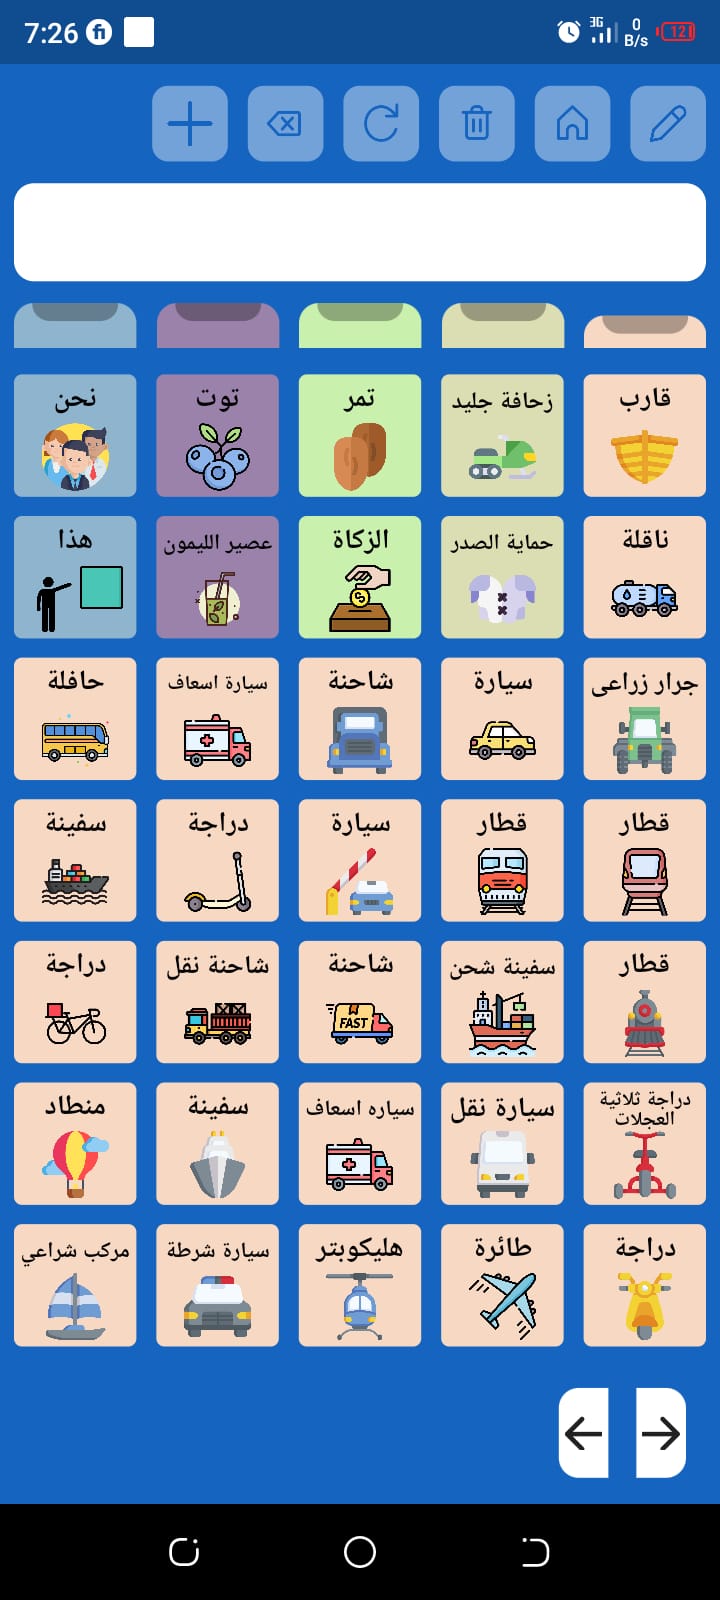 7:26
3G
0
B/s
12
قارب
زحافة جليد
تمر
توت
نحن
ناقلة
حماية الصدر
الزكاة
عصير الليمون
هذا
جرار زراعى
سيارة
شاحنة
سيارة اسعاف
حافلة
قطار
قطار
سيارة
دراجة
سفينة
قطار
سفينة شحن
شاحنة
FAST
شاحنة نقل
دراجة
دراجة ثلاثية
العجلات
سيارة نقل
سياره اسعاف
سفينة
منطاد
دراجة
طائرة
هليكوبتر
سيارة شرطة
مركب شراعي